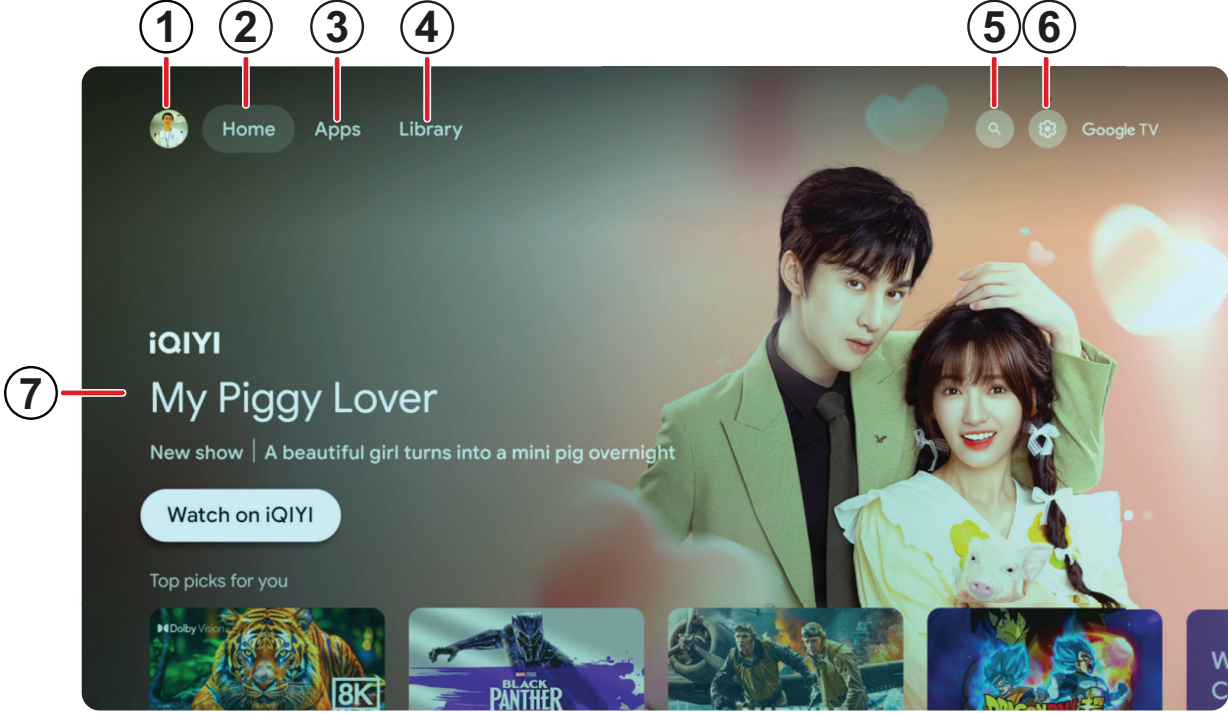 1 2 3 4 5 6
Home Apps Library Google TV
iQIYI
7
My Piggy Lover
New show | A beautiful girl turns into a mini pig overnight
Watch on iQIYI
Top picks for you
Dolby Vision
8K
BLACK
PANTHER